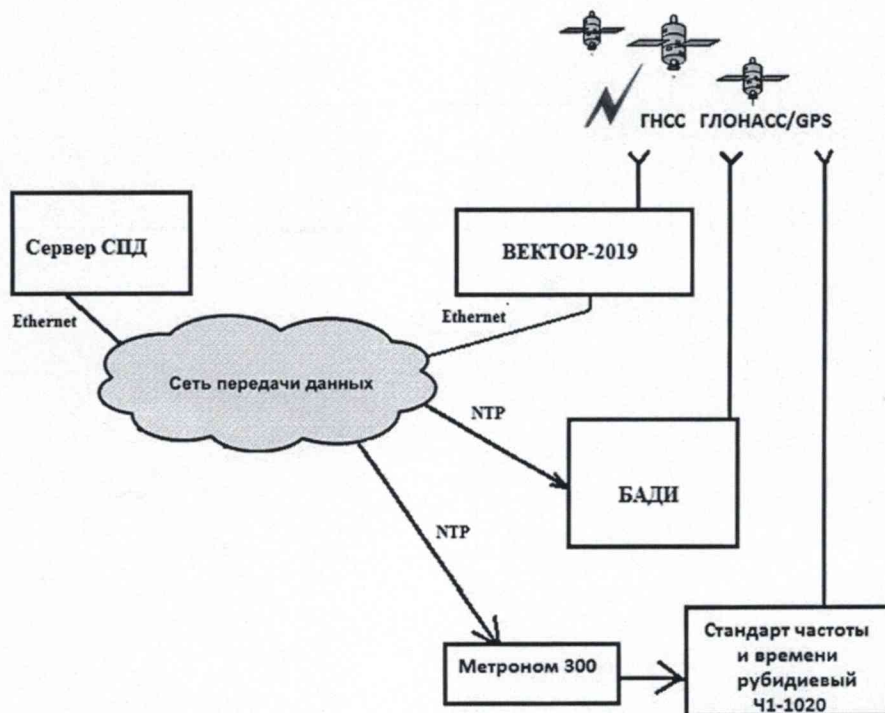 ГНСС ГЛОНАСС/GPS
Сервер СПД
ВЕКТОР-2019
Ethernet
Ethernet
Сеть передачи данных
NTP
БАДИ
NTP
Метроном 300
Стандарт частоты
и времени
рубидиевый
Ч1-1020